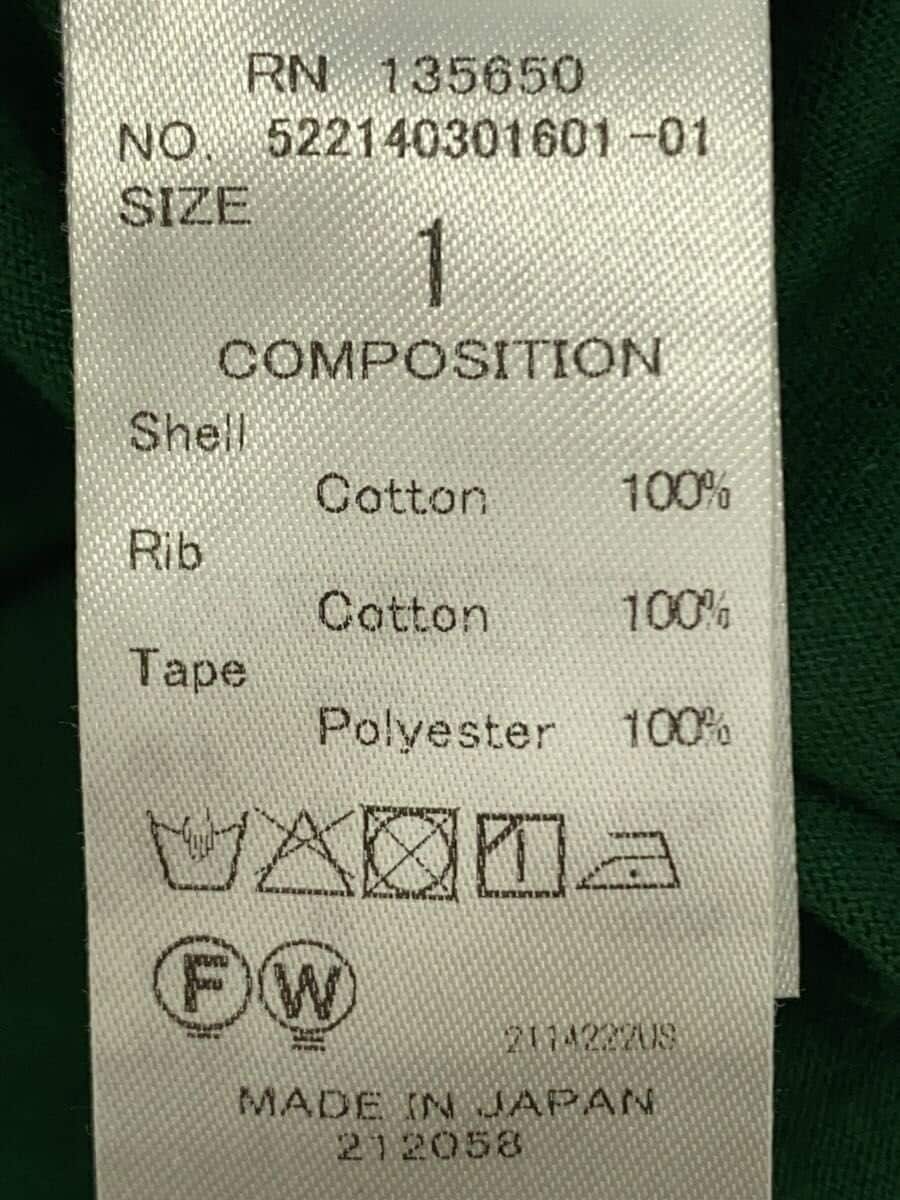 RN 135650
NO. 522140301601-01
SIZE
1
COMPOSITION
Shell
Cotton 100%
Rib
Cotton 100%
Tape
Polyester 100%
F W
2114222US
MADE IN JAPAN
212058